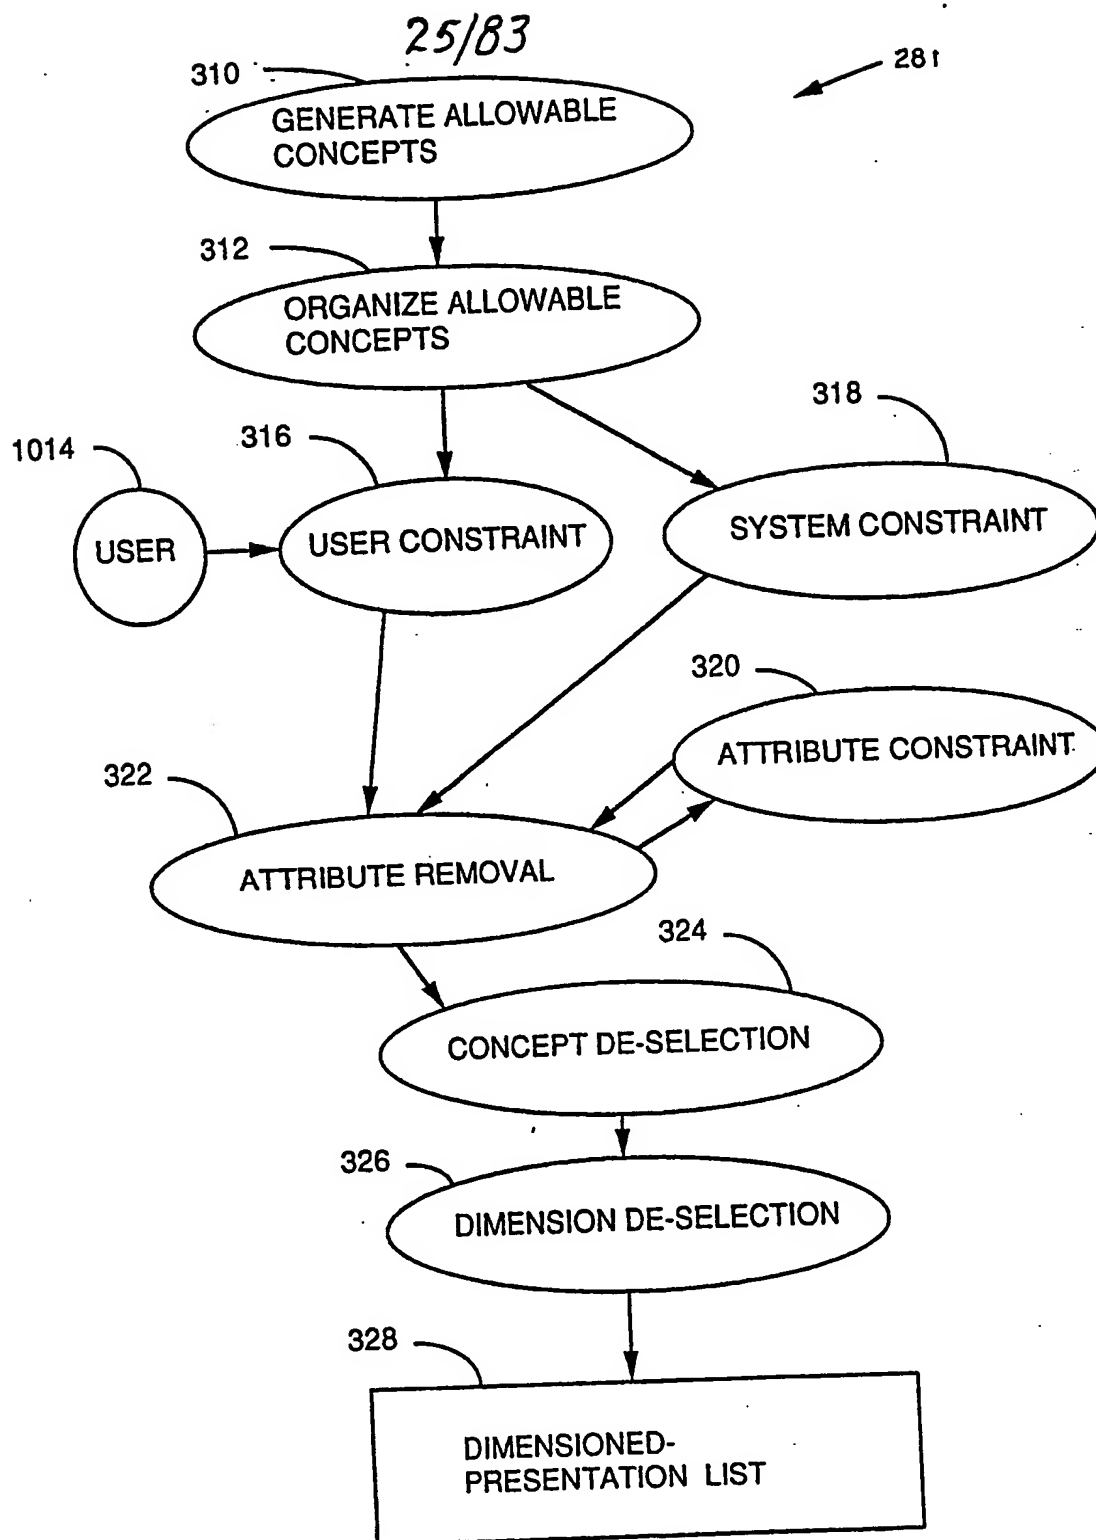 25/83
310
281
GENERATE ALLOWABLE
CONCEPTS
312
ORGANIZE ALLOWABLE
CONCEPTS
318
316
1014
SYSTEM CONSTRAINT
USER
USER CONSTRAINT
320
ATTRIBUTE CONSTRAINT
322
ATTRIBUTE REMOVAL
324
CONCEPT DE-SELECTION
326
DIMENSION DE-SELECTION
328
DIMENSIONED-
PRESENTATION LIST